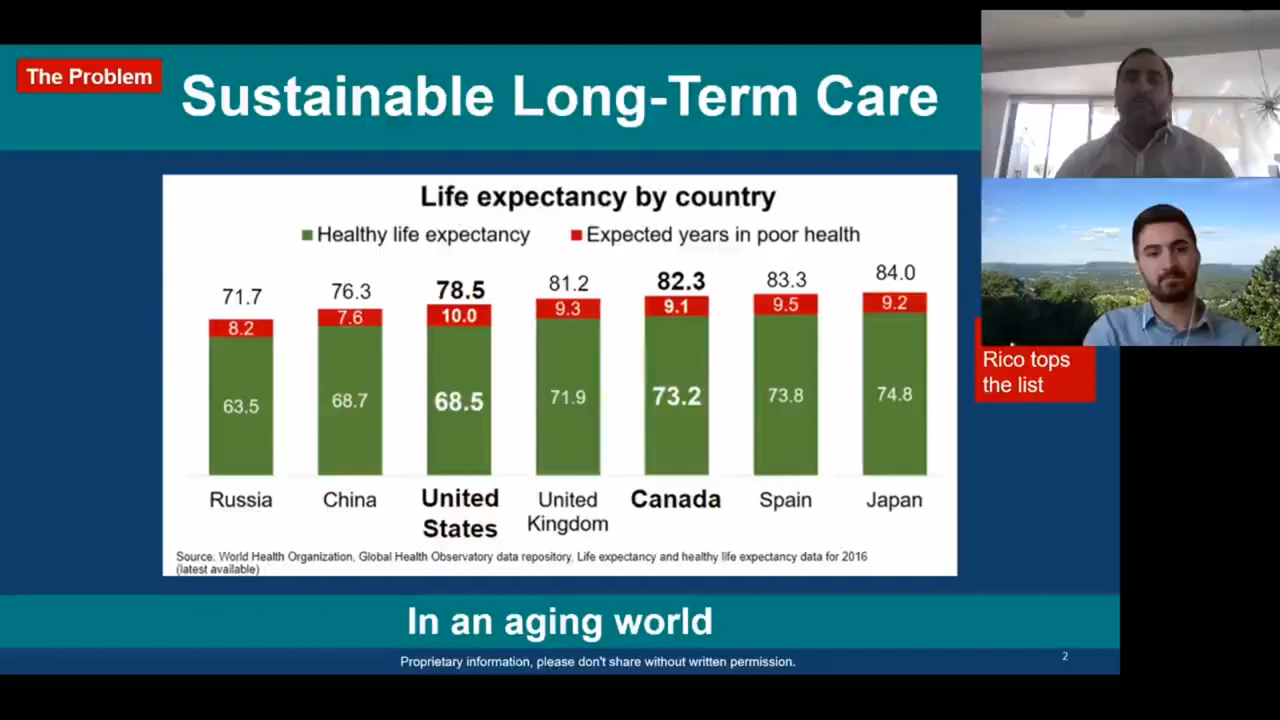 The Problem
Sustainable Long-Term Care
Life expectancy by country
Healthy life expectancy
Expected years in poor health
71.7
76.3
78.5
81.2
82.3
83.3
84.0
8.2
7.6
10.0
9.3
9.1
9.5
9.2
63.5
68.7
68.5
71.9
73.2
73.8
74.8
Russia
China
United
States
United
Kingdom
Canada
Spain
Japan
Source: World Health Organization, Global Health Observatory data repository. Life expectancy and healthy life expectancy data for 2016
(latest available)
Rico tops
the list
In an aging world
Proprietary information, please don't share without written permission.
2